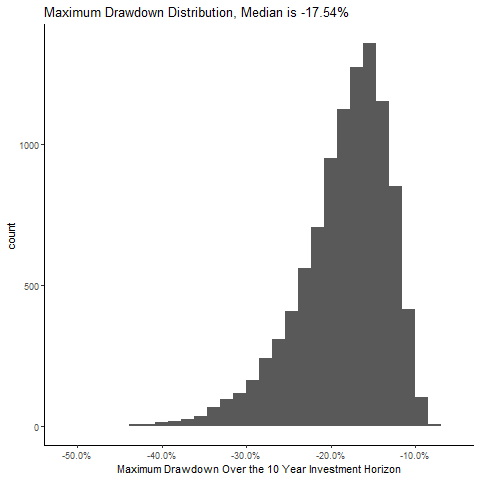 Maximum Drawdown Distribution, Median is -17.54%
count
1000
500
0
-50.0%
-40.0%
-30.0%
-20.0%
-10.0%
Maximum Drawdown Over the 10 Year Investment Horizon